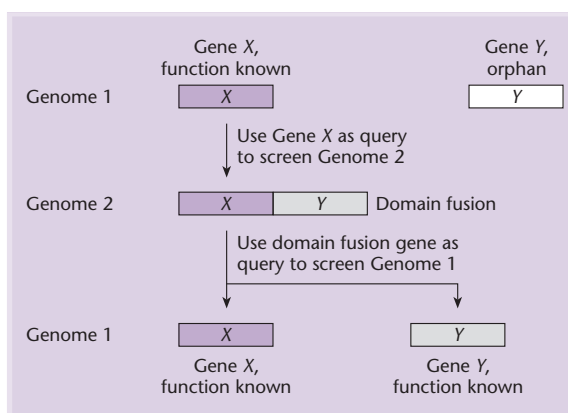 Gene X,
function known
Gene Y,
orphan
Genome 1
X
Y
Use Gene X as query
to screen Genome 2
Genome 2
X
Y
Domain fusion
Use domain fusion gene as
query to screen Genome 1
Genome 1
X
Y
Gene X,
function known
Gene Y,
function known